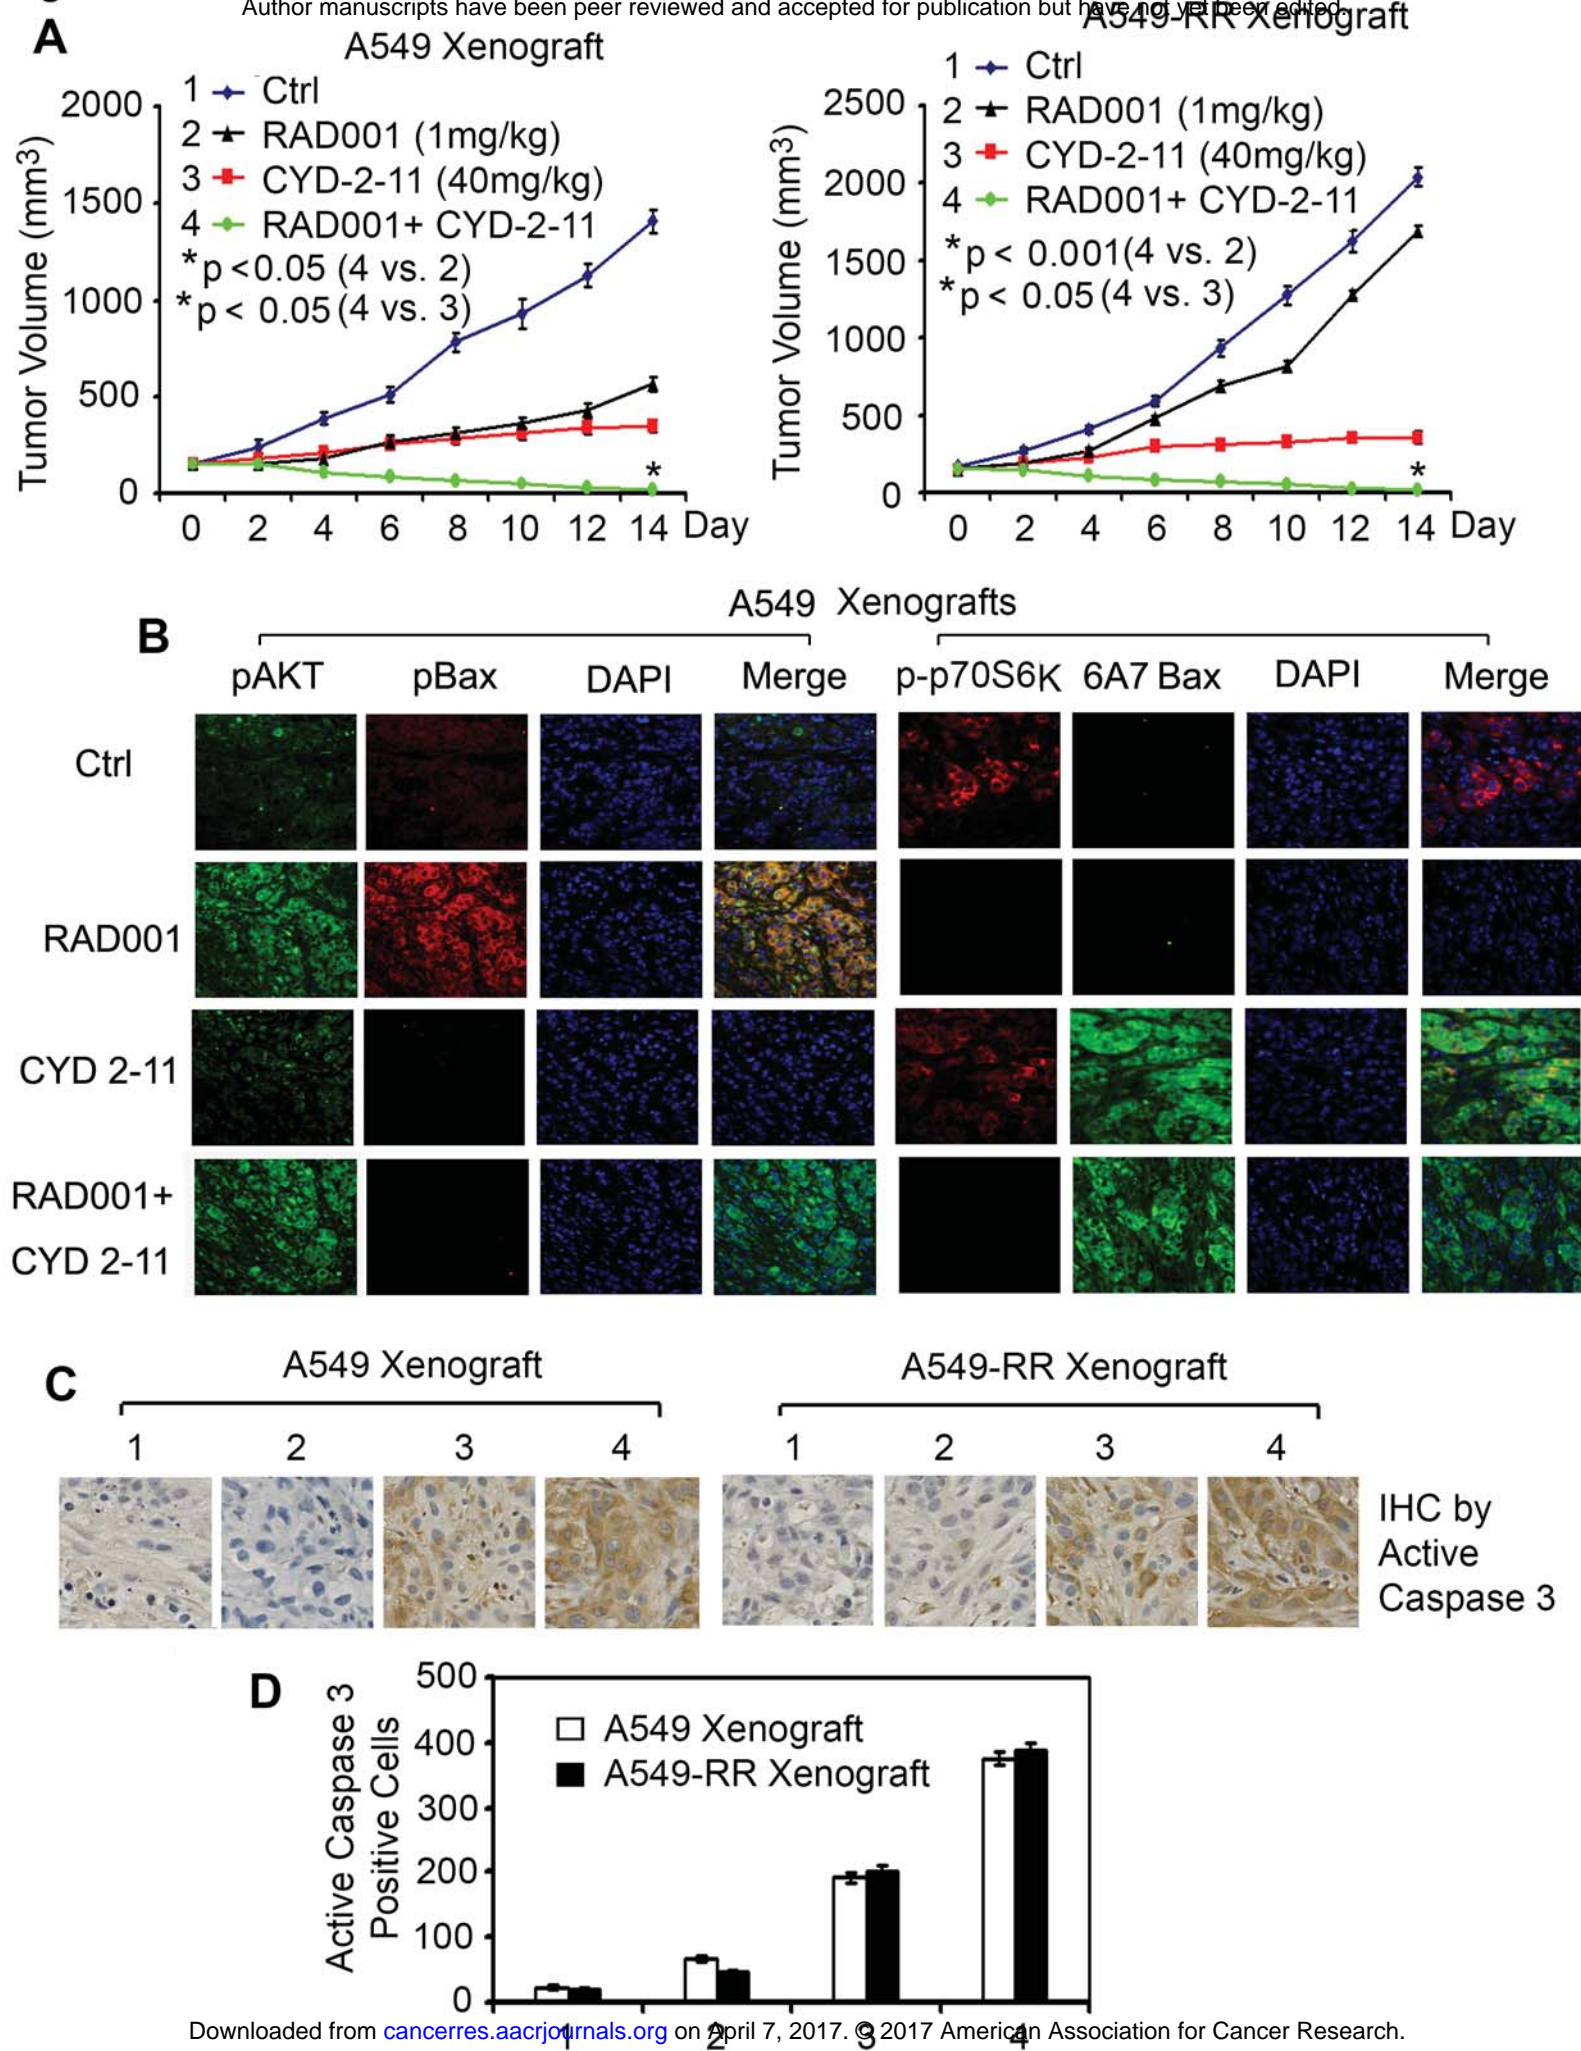 Author manuscripts have been peer reviewed and accepted for publication but have not yet been edited.
A
A549 Xenograft
1 Ctrl
2 RAD001 (1mg/kg)
3 CYD-2-11 (40mg/kg)
4 RAD001+ CYD-2-11
*p <0.05 (4 vs. 2)
*p < 0.05 (4 vs. 3)
Tumor Volume (mm3)
2000
1500
1000
500
0
*
0 2 4 6 8 10 12 14 Day
A549-RR Xenograft
1 Ctrl
2 RAD001 (1mg/kg)
3 CYD-2-11 (40mg/kg)
4 RAD001+ CYD-2-11
*p < 0.001(4 vs. 2)
*p < 0.05 (4 vs. 3)
Tumor Volume (mm3)
2500
2000
1500
1000
500
0
*
0 2 4 6 8 10 12 14 Day
B
A549 Xenografts
pAKT pBax DAPI Merge p-p70S6K 6A7 Bax DAPI Merge
Ctrl
RAD001
CYD 2-11
RAD001+
CYD 2-11
C
A549 Xenograft
A549-RR Xenograft
1 2 3 4 1 2 3 4
IHC by
Active
Caspase 3
D
Active Caspase 3
Positive Cells
500
400
300
200
100
0
A549 Xenograft
A549-RR Xenograft
1 2 3 4
Downloaded from cancerres.aacrjournals.org on April 7, 2017. © 2017 American Association for Cancer Research.